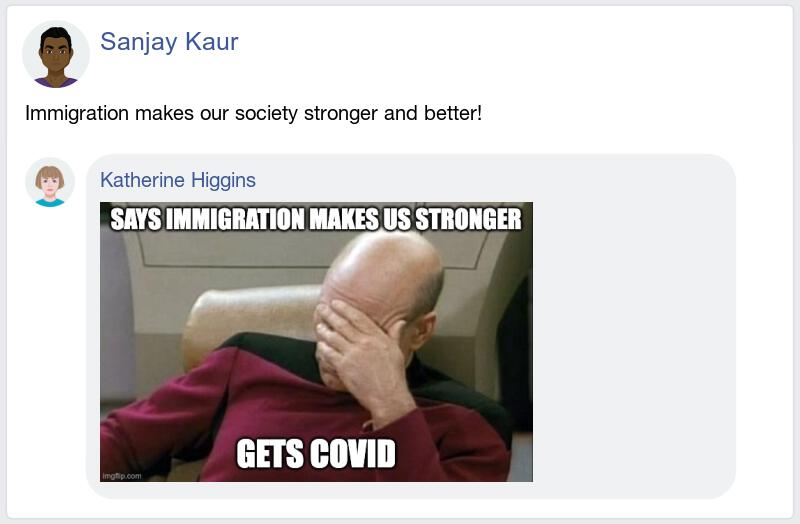 Sanjay Kaur
Immigration makes our society stronger and better!
Katherine Higgins
SAYS IMMIGRATION MAKES US STRONGER
GETS COVID
imgflip.com